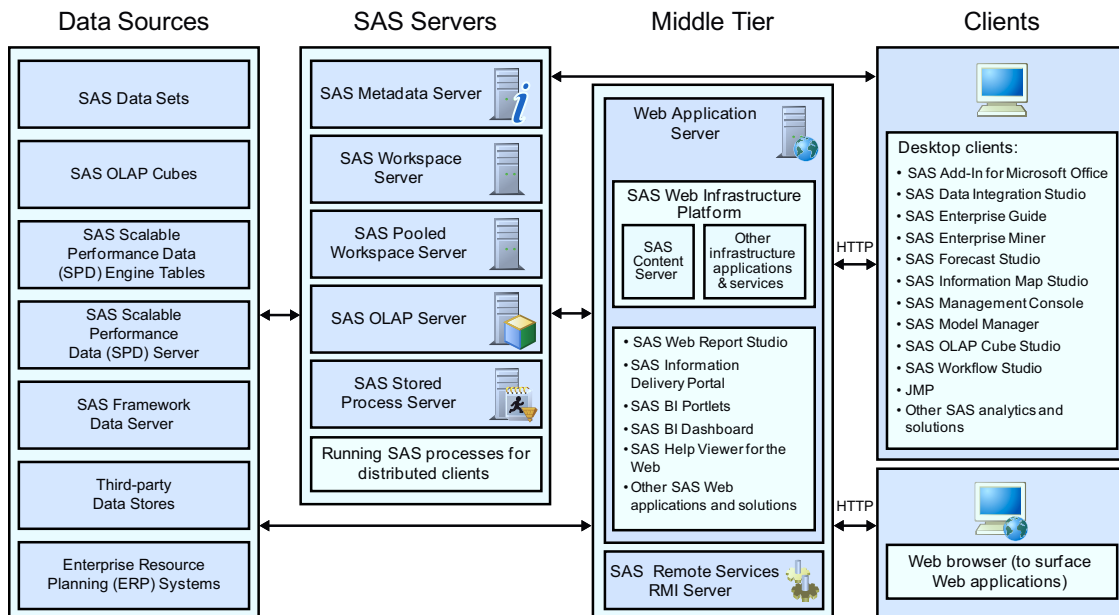 Data Sources
SAS Servers
Middle Tier
Clients
SAS Data Sets
SAS OLAP Cubes
SAS Scalable
Performance Data
(SPD) Engine Tables
SAS Scalable
Performance
Data (SPD) Server
SAS Framework
Data Server
Third-party
Data Stores
Enterprise Resource
Planning (ERP) Systems
SAS Metadata Server
SAS Workspace
Server
SAS Pooled
Workspace Server
SAS OLAP Server
SAS Stored
Process Server
Running SAS processes for
distributed clients
Web Application
Server
SAS Web Infrastructure
Platform
SAS
Content
Server
Other
infrastructure
applications
& services
• SAS Web Report Studio
• SAS Information
Delivery Portal
• SAS BI Portlets
• SAS BI Dashboard
• SAS Help Viewer for the
Web
• Other SAS Web
applications and solutions
SAS Remote Services
RMI Server
HTTP
HTTP
Desktop clients:
• SAS Add-In for Microsoft Office
• SAS Data Integration Studio
• SAS Enterprise Guide
• SAS Enterprise Miner
• SAS Forecast Studio
• SAS Information Map Studio
• SAS Management Console
• SAS Model Manager
• SAS OLAP Cube Studio
• SAS Workflow Studio
• JMP
• Other SAS analytics and
solutions
Web browser (to surface
Web applications)